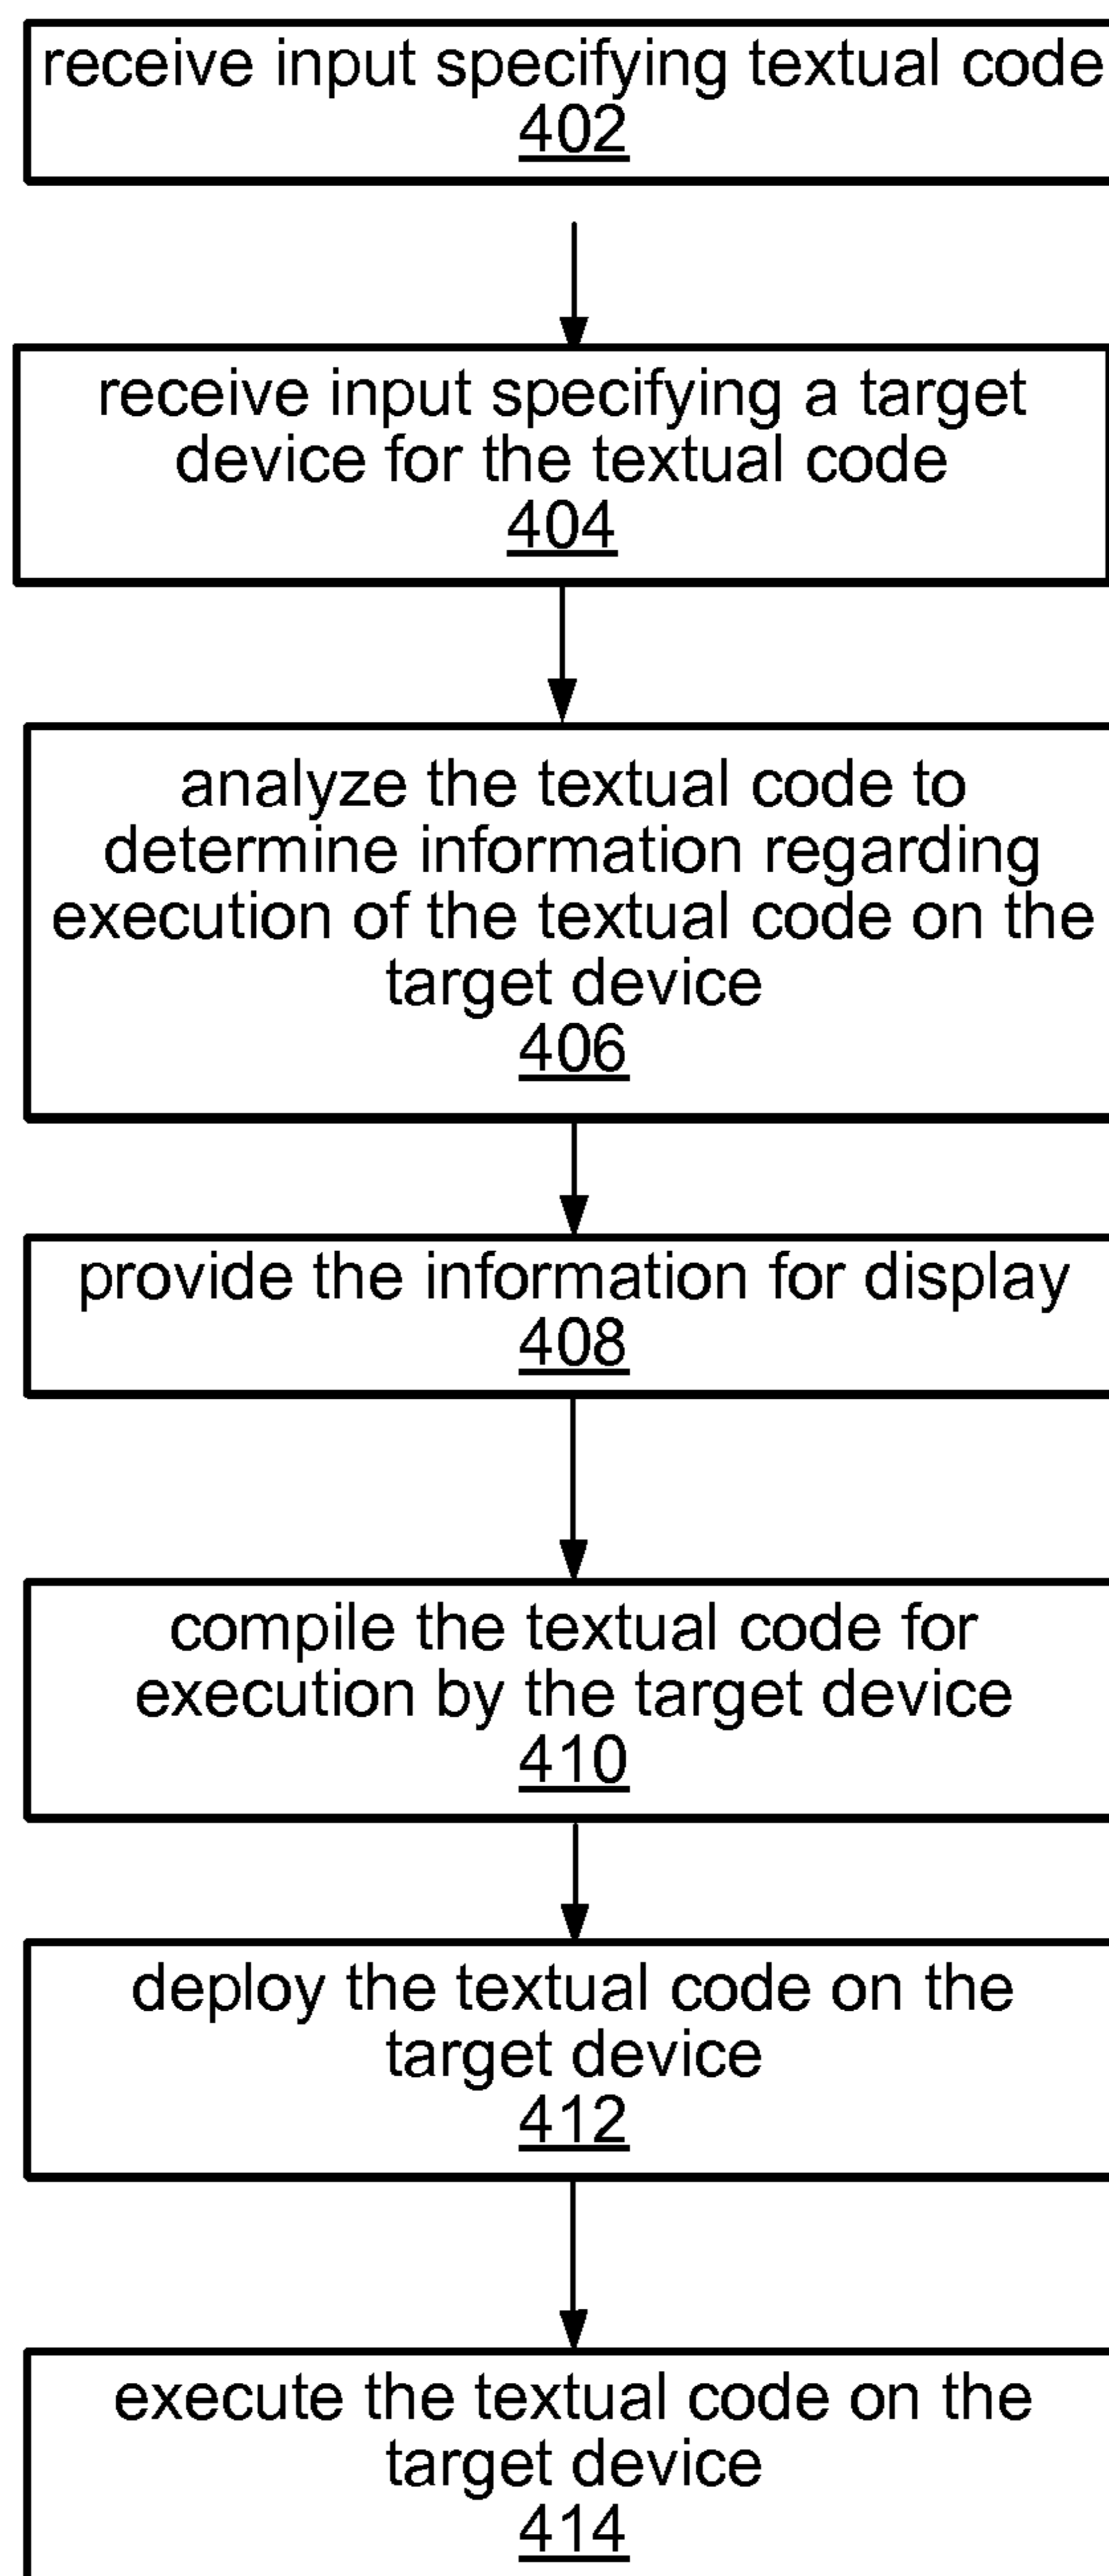 receive input specifying textual code
402
receive input specifying a target
device for the textual code
404
analyze the textual code to
determine information regarding
execution of the textual code on the
target device
406
provide the information for display
408
compile the textual code for
execution by the target device
410
deploy the textual code on the
target device
412
execute the textual code on the
target device
414